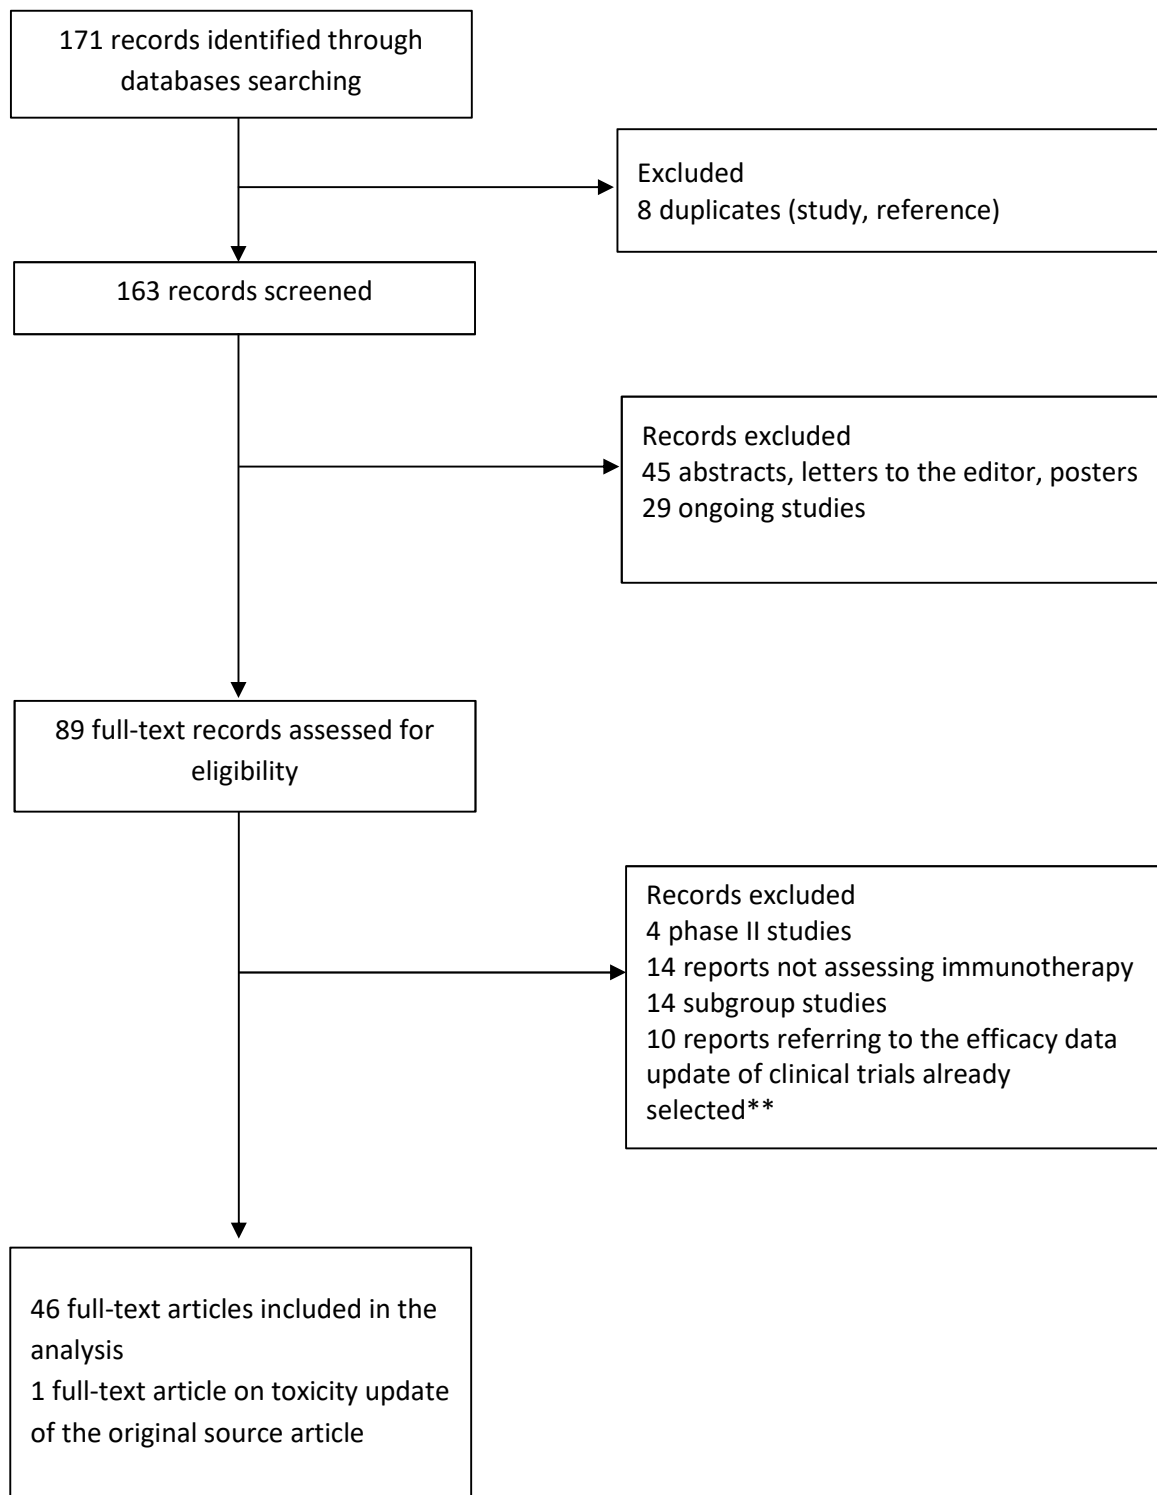 171 records identified through
databases searching
Excluded
8 duplicates (study, reference)
163 records screened
Records excluded
45 abstracts, letters to the editor, posters
29 ongoing studies
89 full-text records assessed for
eligibility
Records excluded
4 phase II studies
14 reports not assessing immunotherapy
14 subgroup studies
10 reports referring to the efficacy data
update of clinical trials already
selected**
46 full-text articles included in the
analysis
1 full-text article on toxicity update
of the original source article